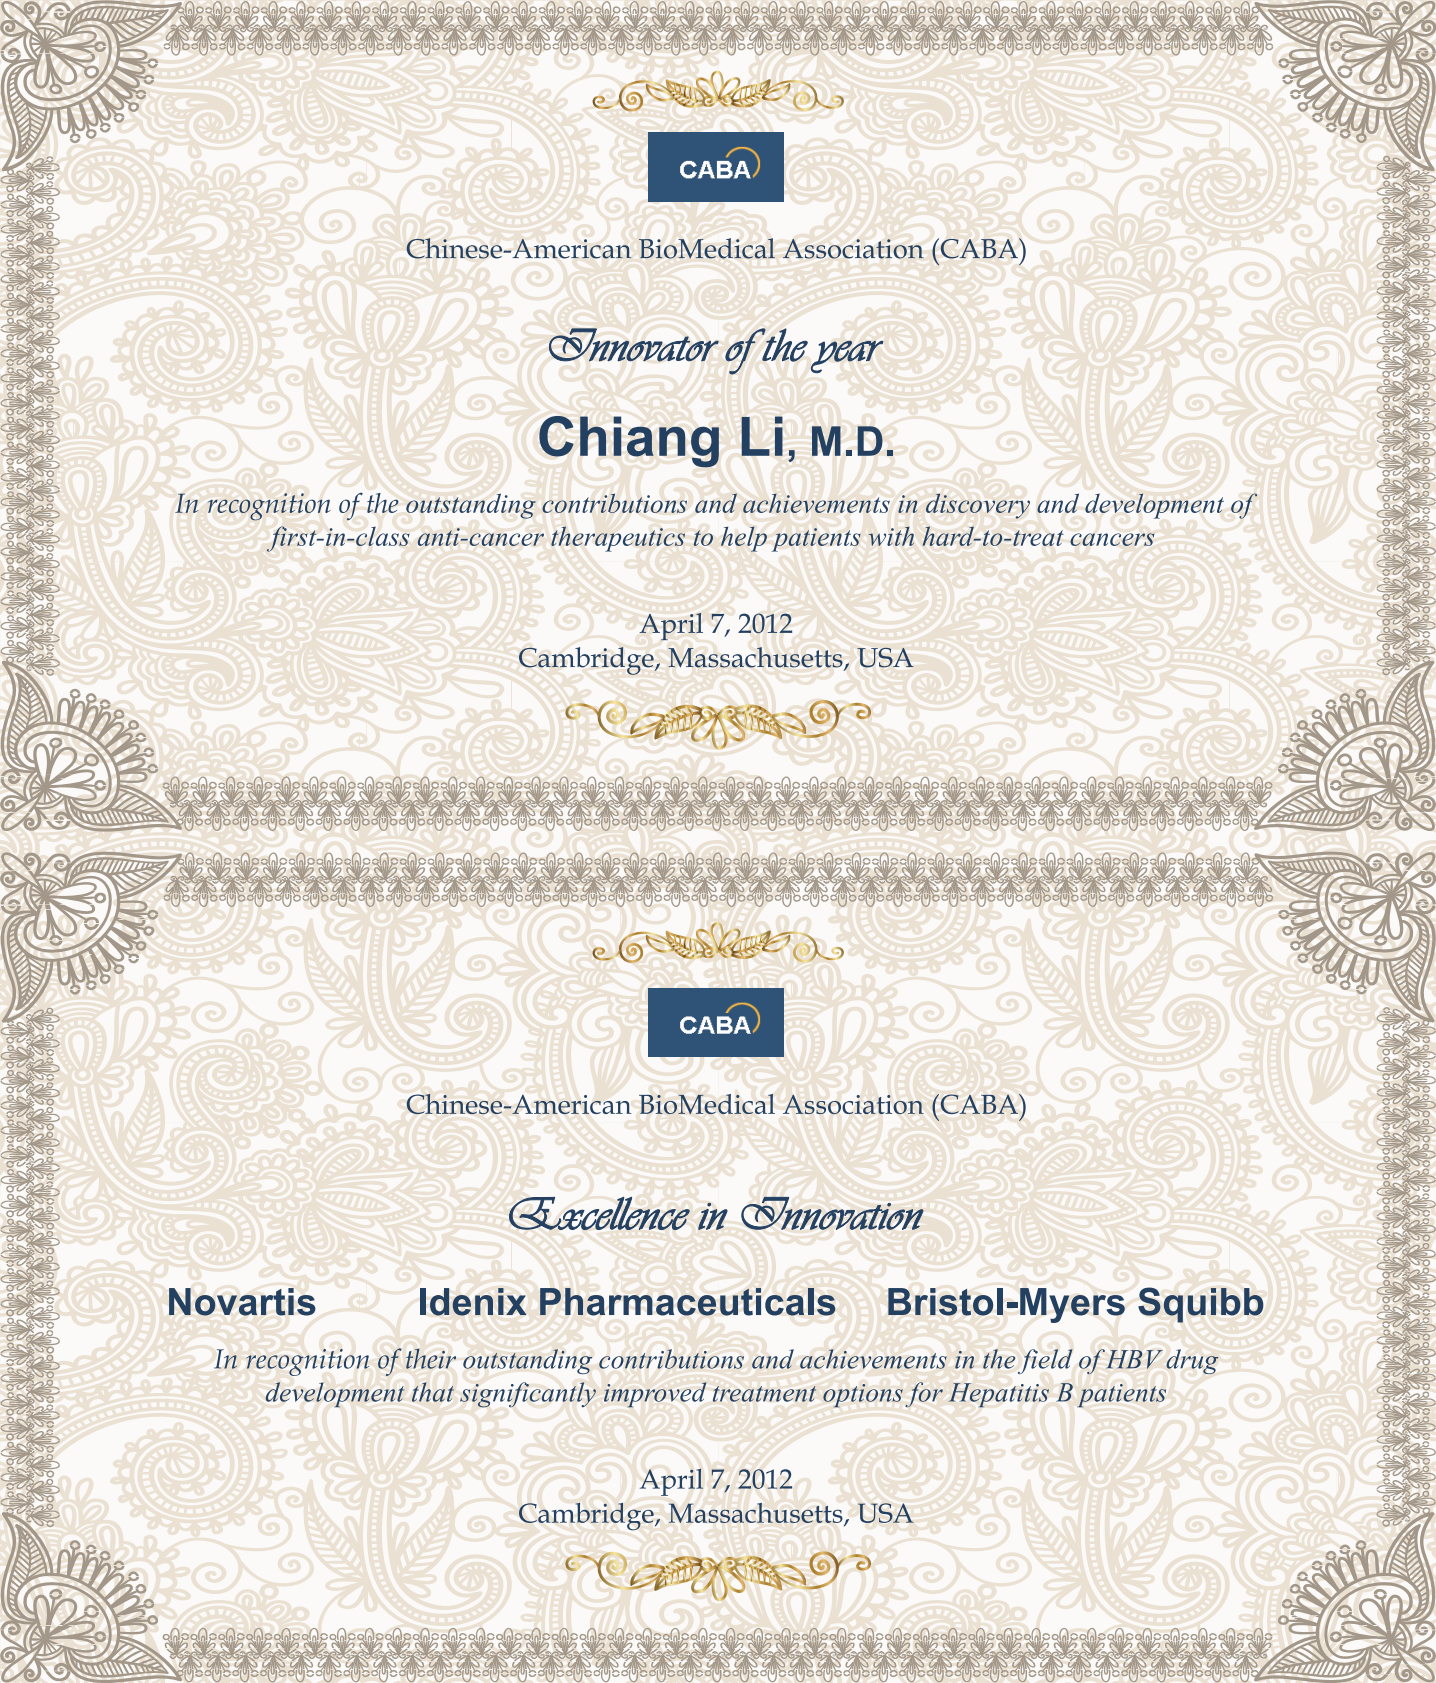 CABA
Chinese-American BioMedical Association (CABA)
Innovator of the year
Chiang Li, M.D.
In recognition of the outstanding contributions and achievements in discovery and development of
first-in-class anti-cancer therapeutics to help patients with hard-to-treat cancers
April 7, 2012
Cambridge, Massachusetts, USA
CABA
Chinese-American BioMedical Association (CABA)
Excellence in Innovation
Novartis Idenix Pharmaceuticals Bristol-Myers Squibb
In recognition of their outstanding contributions and achievements in the field of HBV drug
development that significantly improved treatment options for Hepatitis B patients
April 7, 2012
Cambridge, Massachusetts, USA